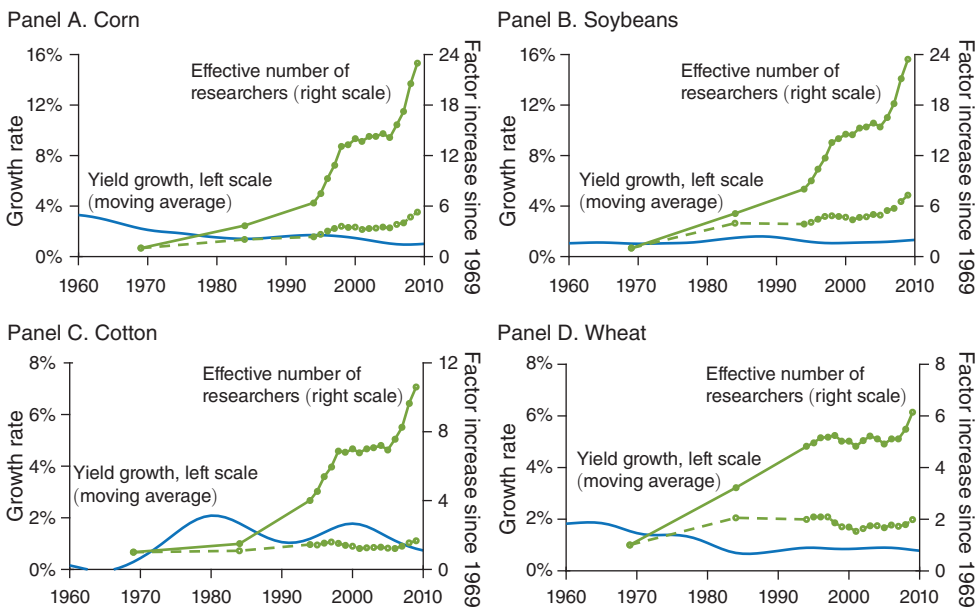 Panel A. Corn
16%
12%
8%
4%
0%
Growth rate
Effective number of
researchers (right scale)
Yield growth, left scale
(moving average)
24
18
12
6
0
Factor increase since 1969
1960 1970 1980 1990 2000 2010
Panel B. Soybeans
16%
12%
8%
4%
0%
Growth rate
Effective number of
researchers (right scale)
Yield growth, left scale
(moving average)
24
18
12
6
0
Factor increase since 1969
1960 1970 1980 1990 2000 2010
Panel C. Cotton
8%
6%
4%
2%
0%
Growth rate
Effective number of
researchers (right scale)
Yield growth, left scale
(moving average)
12
8
4
0
Factor increase since 1969
1960 1970 1980 1990 2000 2010
Panel D. Wheat
8%
6%
4%
2%
0%
Growth rate
Effective number of
researchers (right scale)
Yield growth, left scale
(moving average)
8
6
4
2
0
Factor increase since 1969
1960 1970 1980 1990 2000 2010